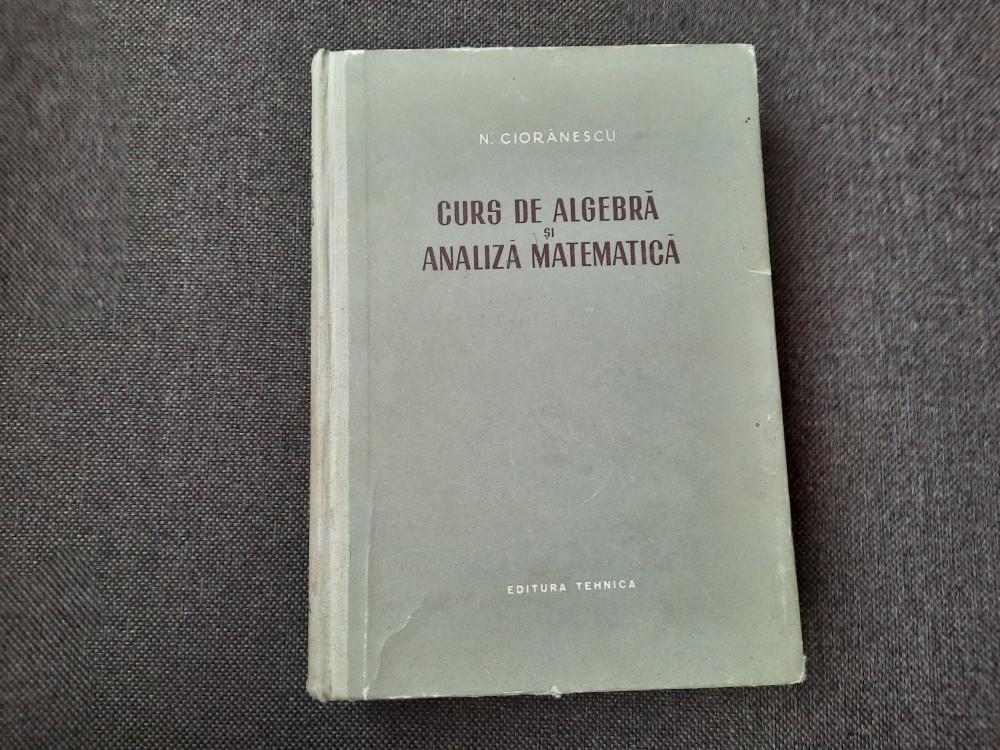 N. CIORĂNESCU
CURS DE ALGEBRĂ
ȘI
ANALIZĂ MATEMATICĂ
EDITURA TEHNICA